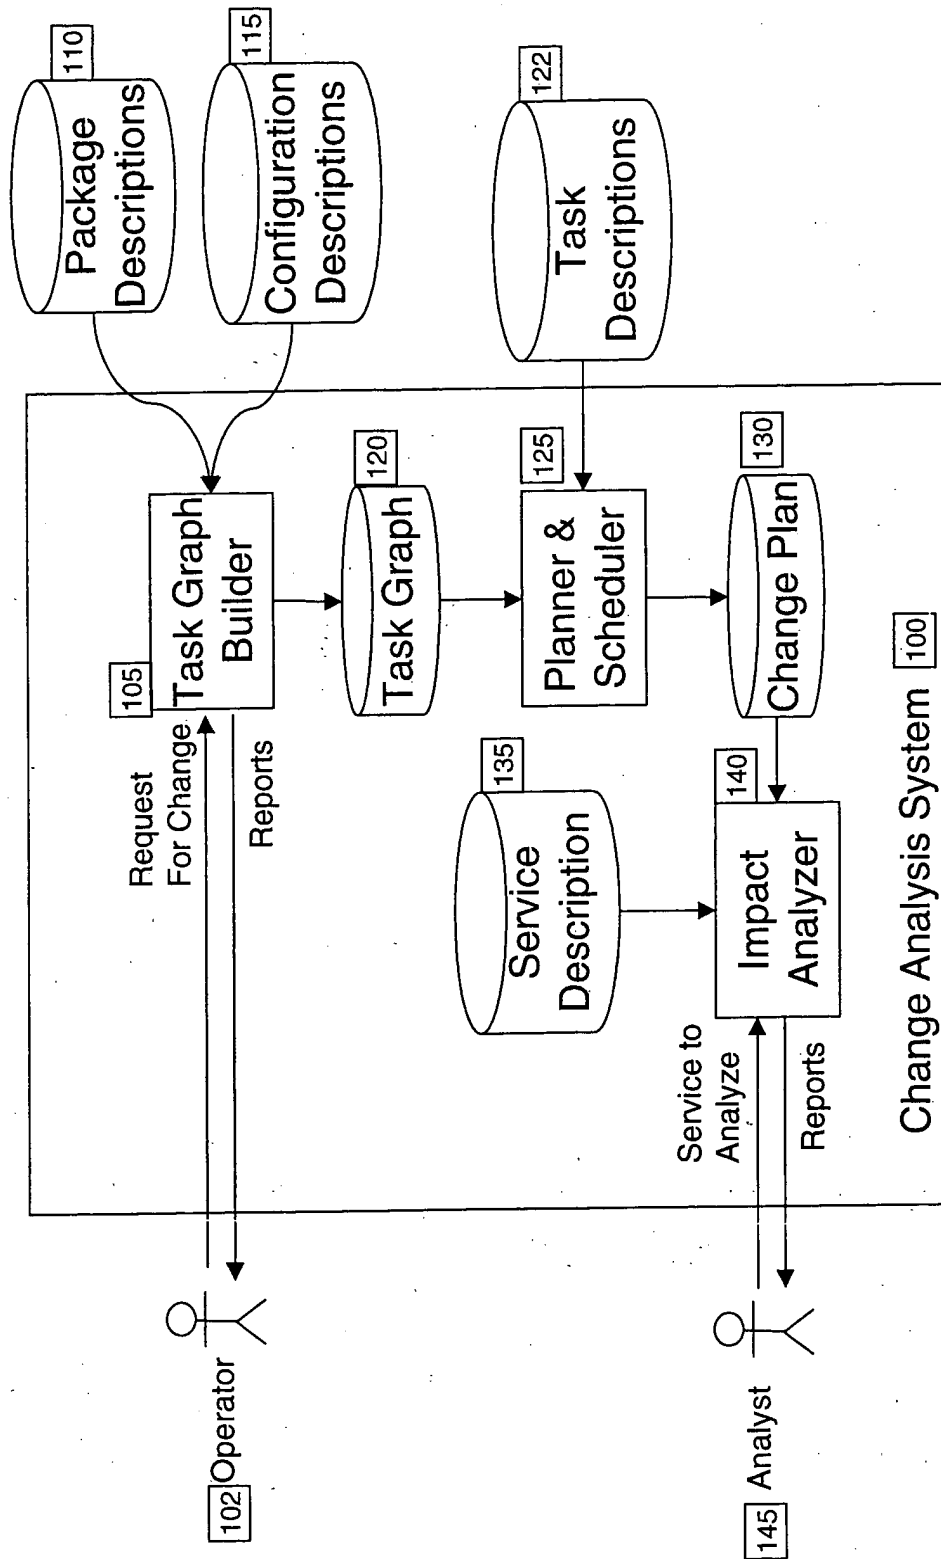 102
Operator
Request
For Change
Reports
105
Task Graph
Builder
110
Package
Descriptions
115
Configuration
Descriptions
120
Task Graph
122
Task
Descriptions
125
Planner &
Scheduler
130
Change Plan
135
Service
Description
140
Impact
Analyzer
Service to
Analyze
Reports
145
Analyst
Change Analysis System
100